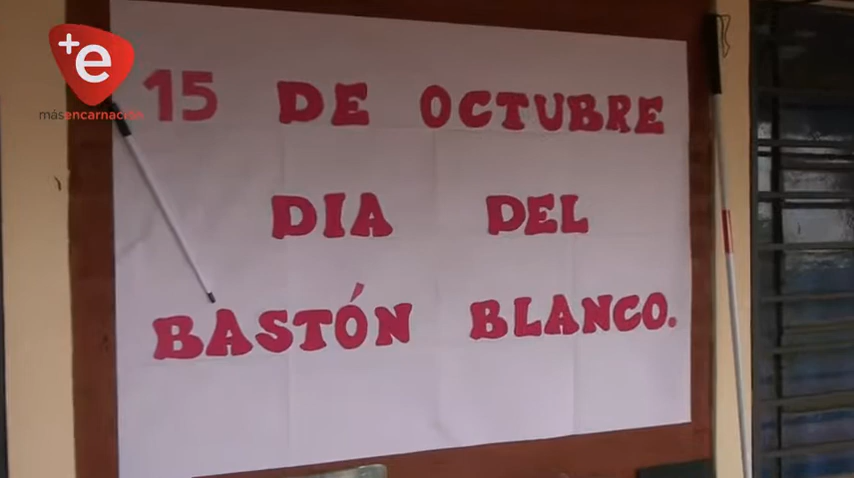 +e
másencarnación
15 DE OCTUBRE
DIA DEL
BASTÓN BLANCO.